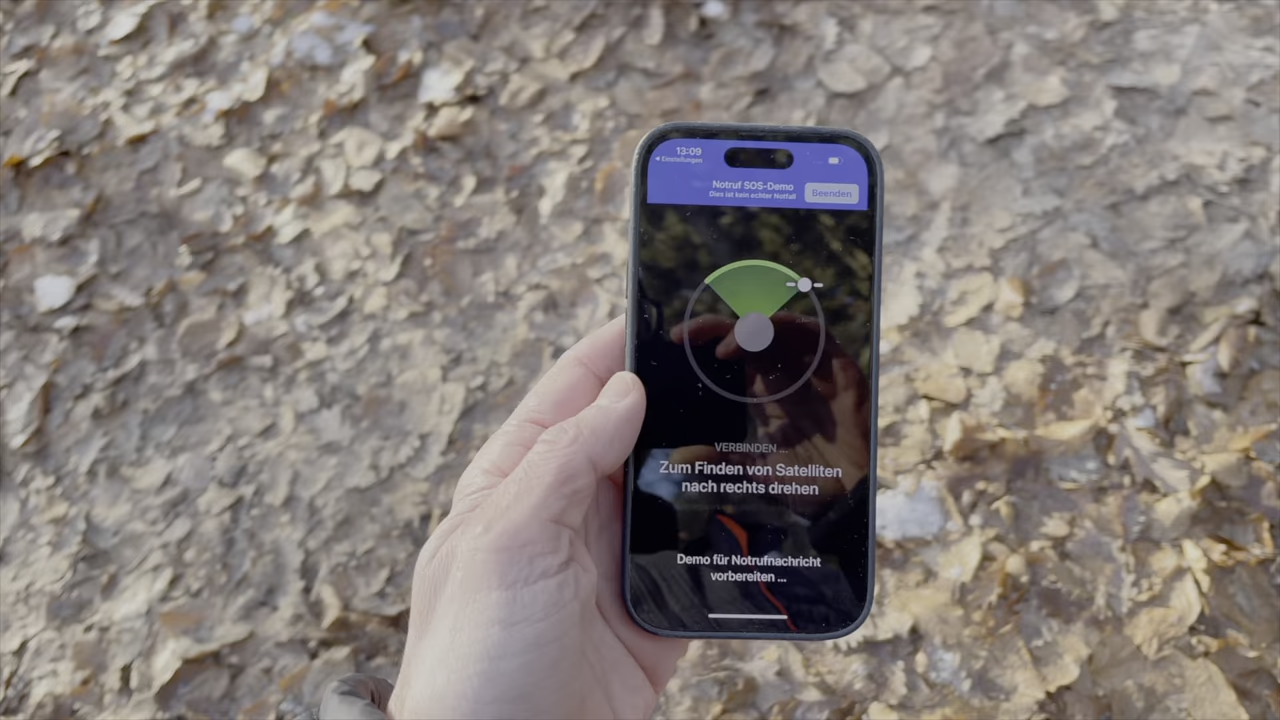 13:09
Einstellungen
Notruf SOS-Demo
Dies ist kein echter Notfall
Beenden
VERBINDEN ...
Zum Finden von Satelliten
nach rechts drehen
Demo für Notrufnachricht
vorbereiten ...